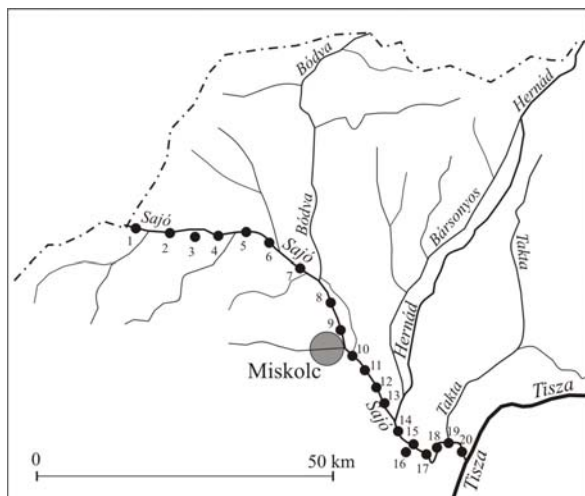 Bódva
Hernád
Sajó
Bódva
Bársonyos
Takta
Sajó
1
2
3
4
5
6
7
8
9
10
11
12
13
Miskolc
Hernád
Sajó
Takta
Tisza
14
15
16
17
18
19
20
Tisza
0
50 km